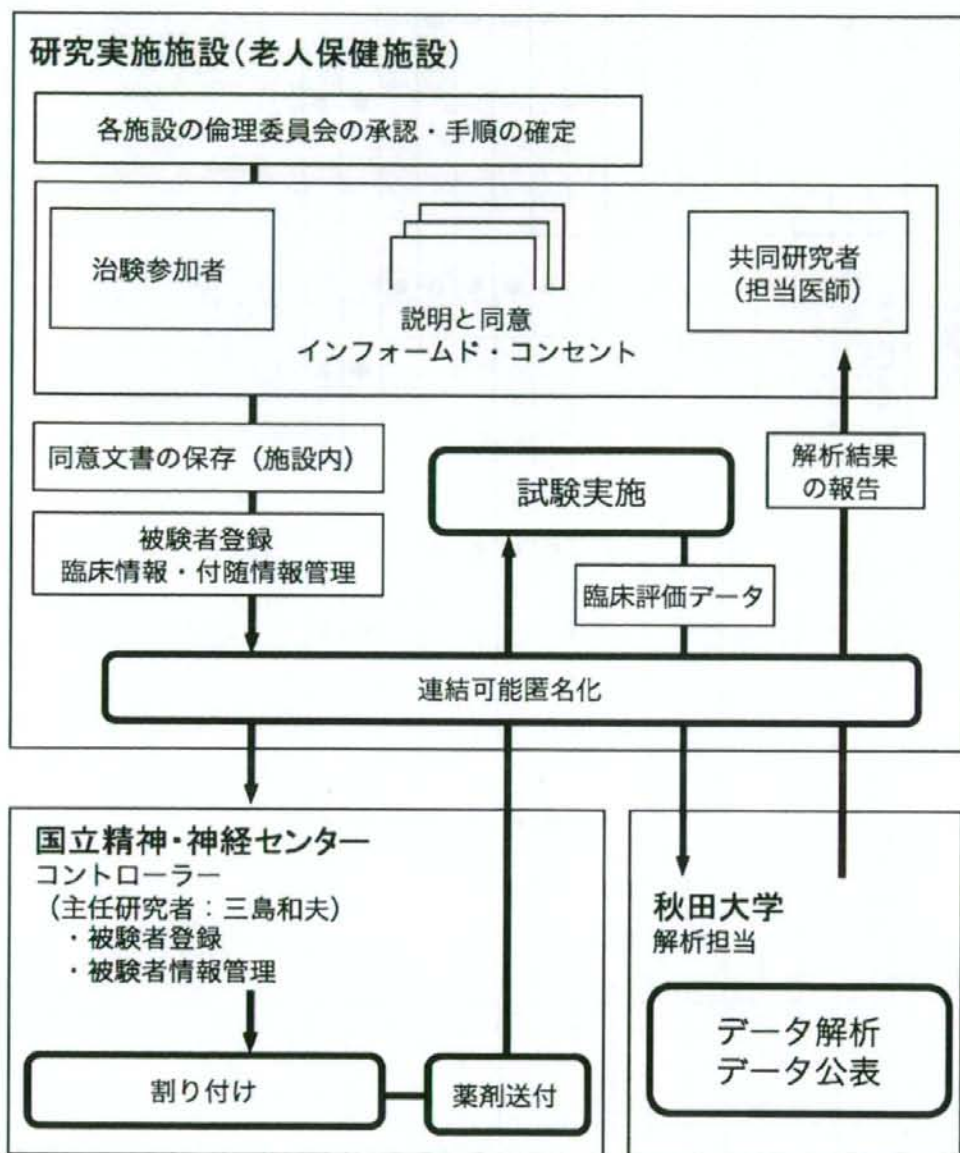 研究実施施設(老人保健施設)
各施設の倫理委員会の承認・手順の確定
治験参加者
説明と同意
インフォームド・コンセント
共同研究者
(担当医師)
同意文書の保存(施設内)
試験実施
解析結果
の報告
被験者登録
臨床情報・付随情報管理
臨床評価データ
連結可能匿名化
国立精神・神経センター
コントローラー
(主任研究者:三島和夫)
・被験者登録
・被験者情報管理
割り付け
薬剤送付
秋田大学
解析担当
データ解析
データ公表